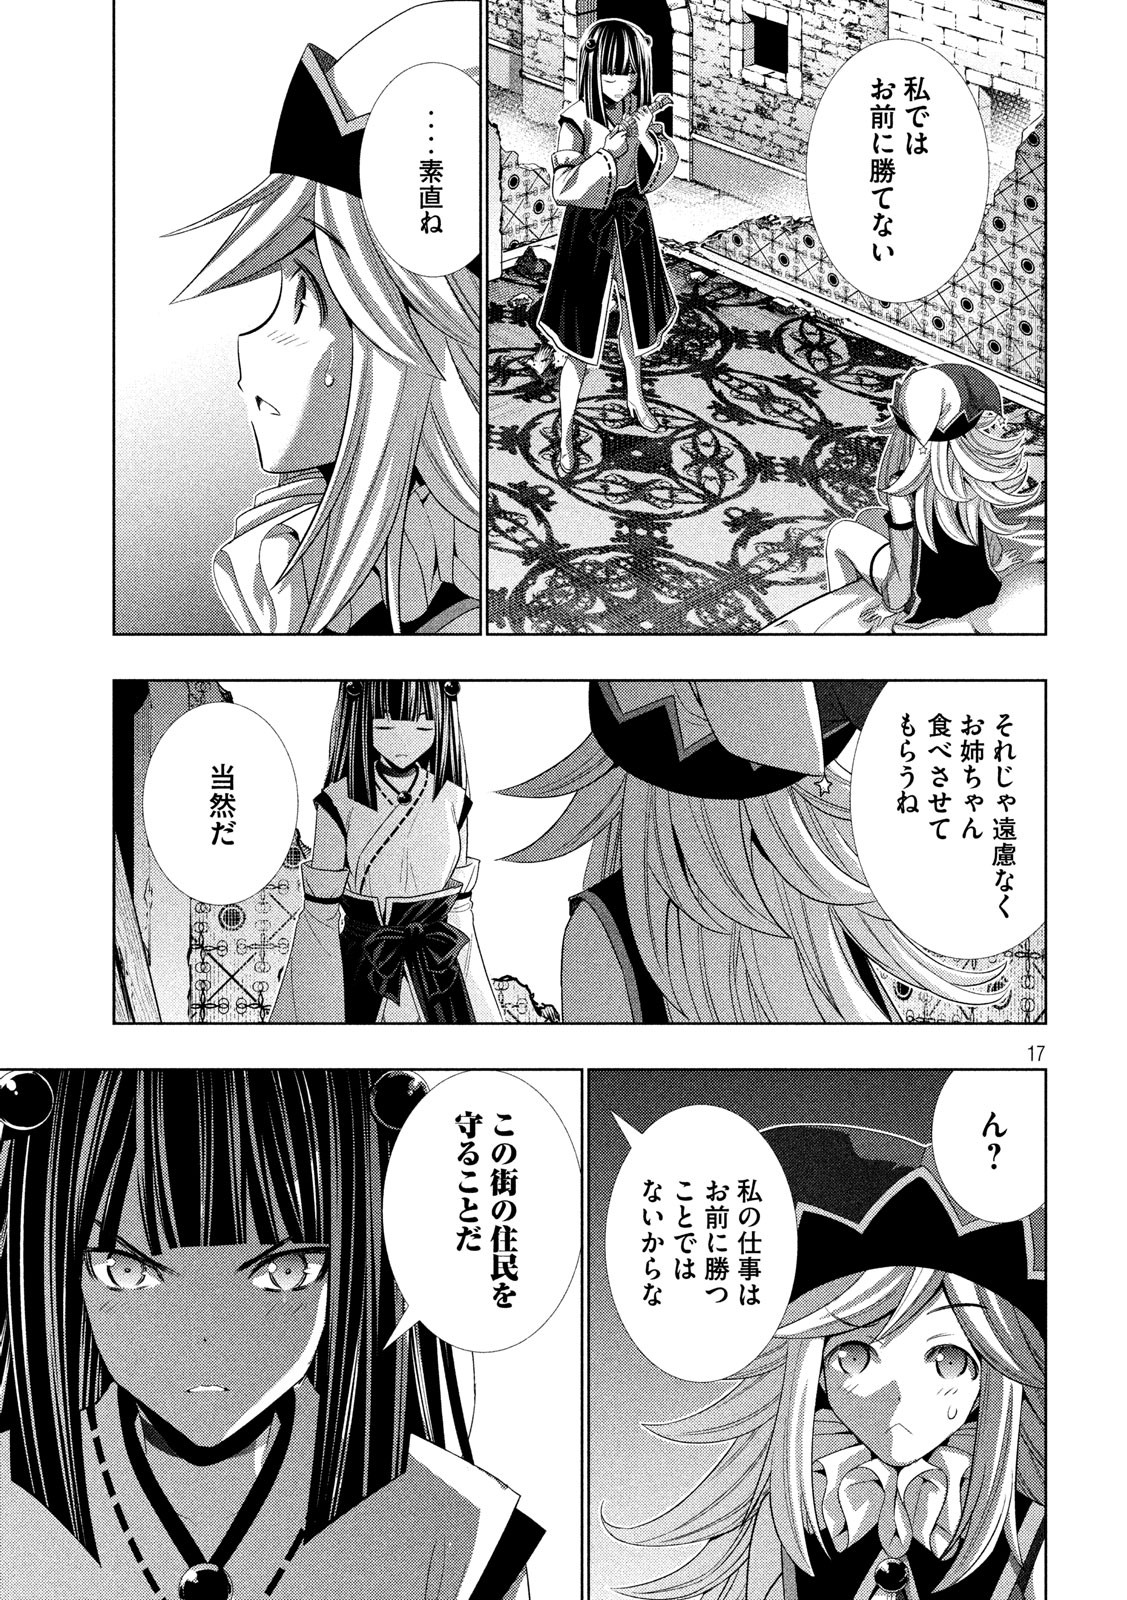 私では
お前に勝てない
‥‥素直ね
それじゃ遠慮なく
お姉ちゃん
食べさせて
もらうね
当然だ
17
ん？
私の仕事は
お前に勝つ
ことでは
ないからな
この街の住民を
守ることだ